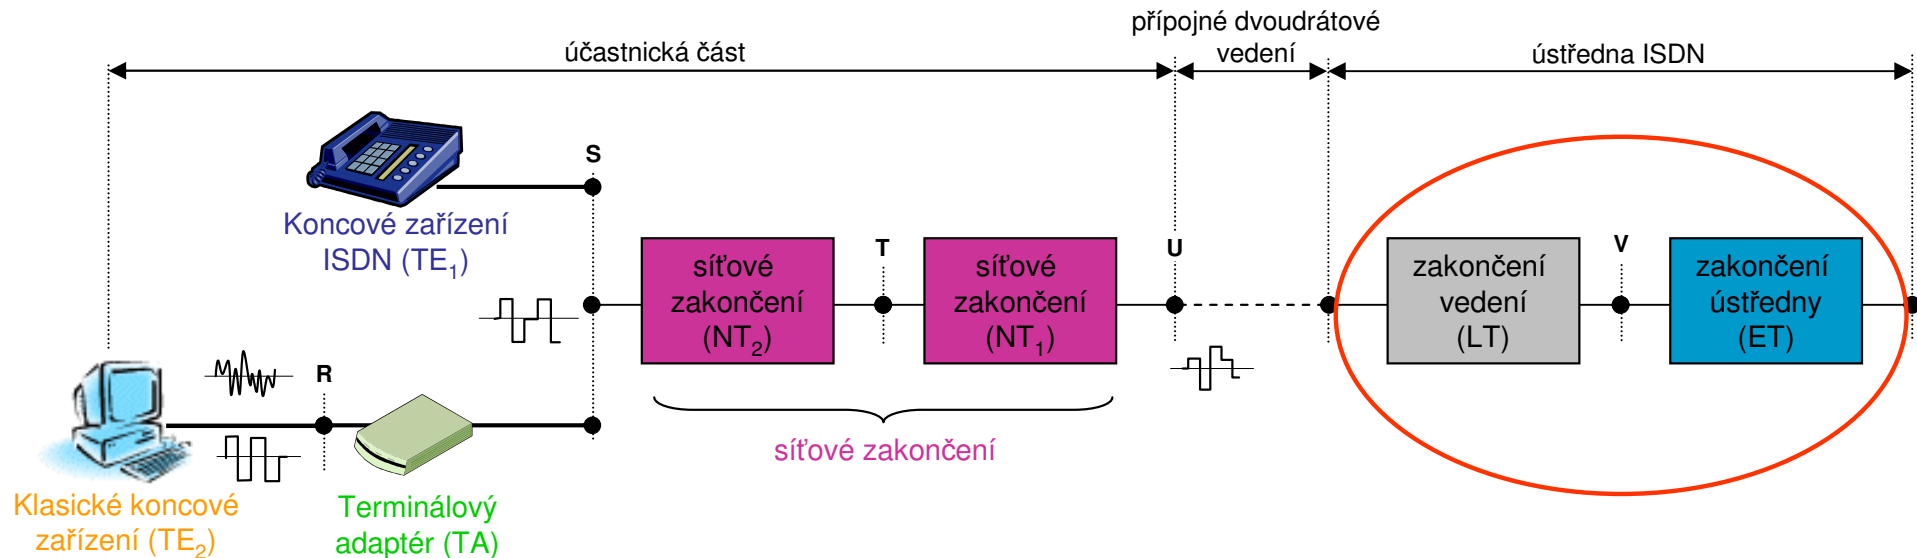 přípojné dvoudrátové
vedení
účastnická část
ústředna ISDN
S
Koncové zařízení
ISDN (TE₁)
síťové
zakončení
(NT₂)
T
síťové
zakončení
(NT₁)
U
zakončení
vedení
(LT)
V
zakončení
ústředny
(ET)
R
síťové zakončení
Klasické koncové
zařízení (TE₂)
Terminálový
adaptér (TA)